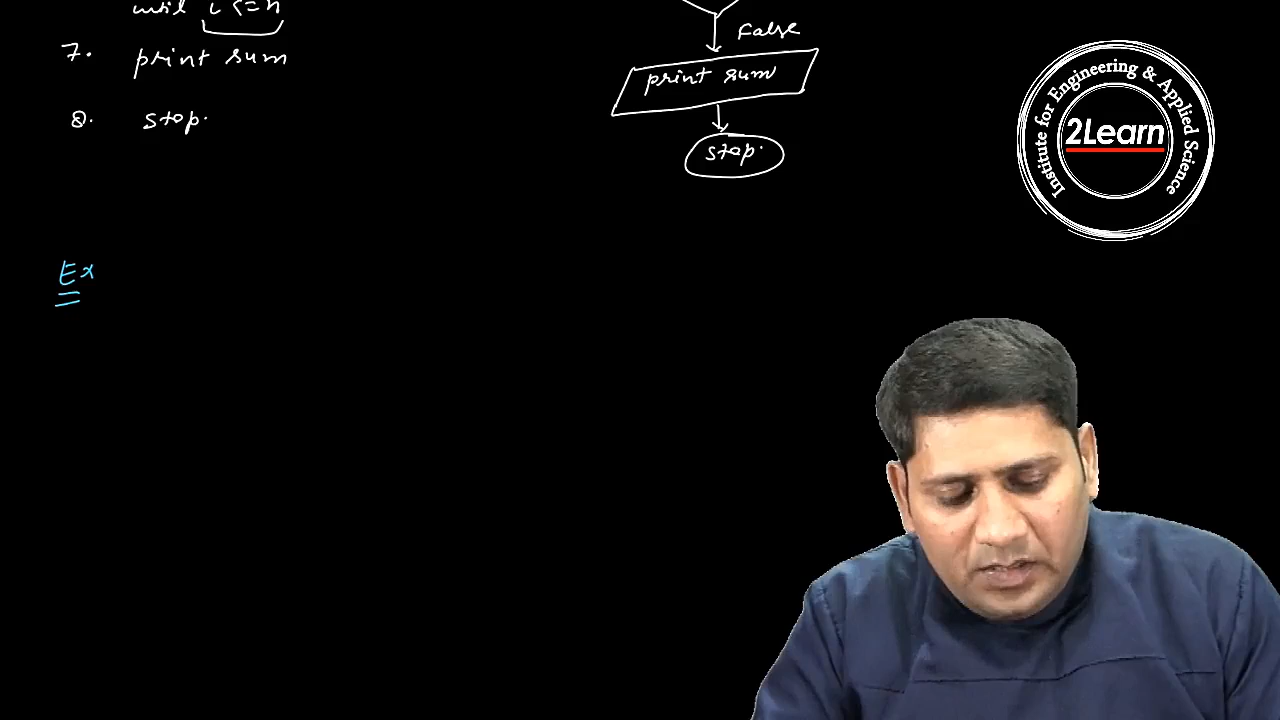 until i <= n
7. print sum
8. stop.
False
print sum
stop.
Institute for Engineering & Applied Science
2Learn
Ex